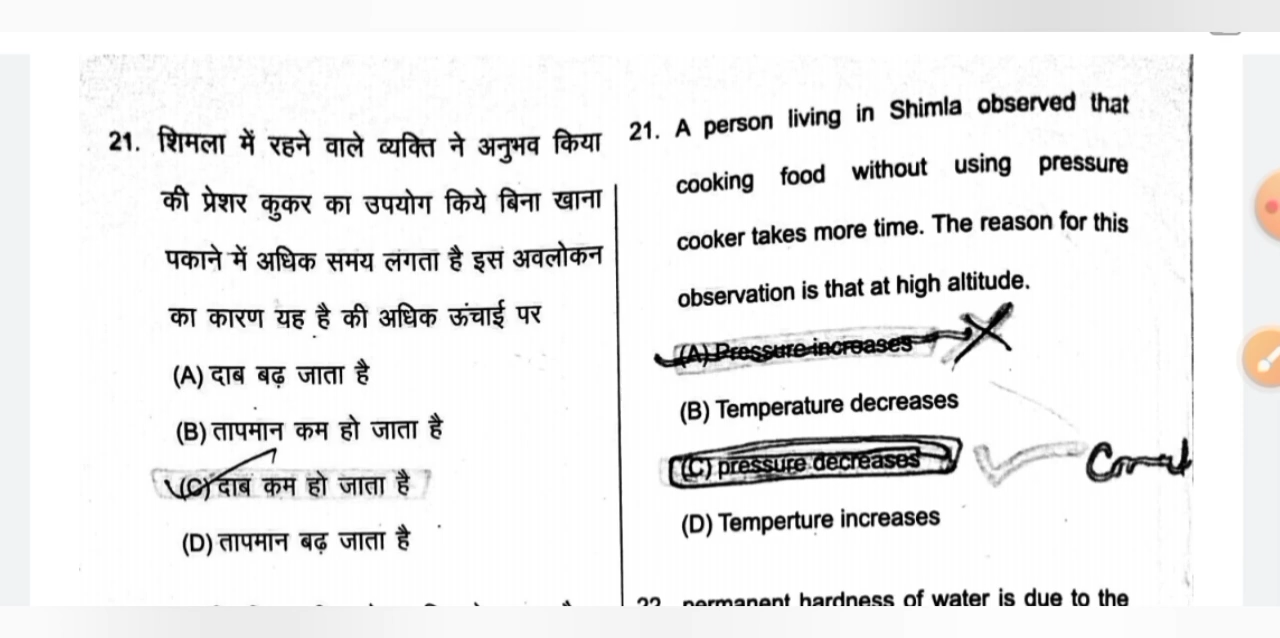 21. शिमला में रहने वाले व्यक्ति ने अनुभव किया
की प्रेशर कुकर का उपयोग किये बिना खाना
पकाने में अधिक समय लगता है इस अवलोकन
का कारण यह है की अधिक ऊंचाई पर
(A) दाब बढ़ जाता है
(B) तापमान कम हो जाता है
(C) दाब कम हो जाता है
(D) तापमान बढ़ जाता है
21. A person living in Shimla observed that
cooking food without using pressure
cooker takes more time. The reason for this
observation is that at high altitude.
(A) Pressure increases
(B) Temperature decreases
(C) pressure decreases
(D) Temperture increases
22. permanent hardness of water is due to the